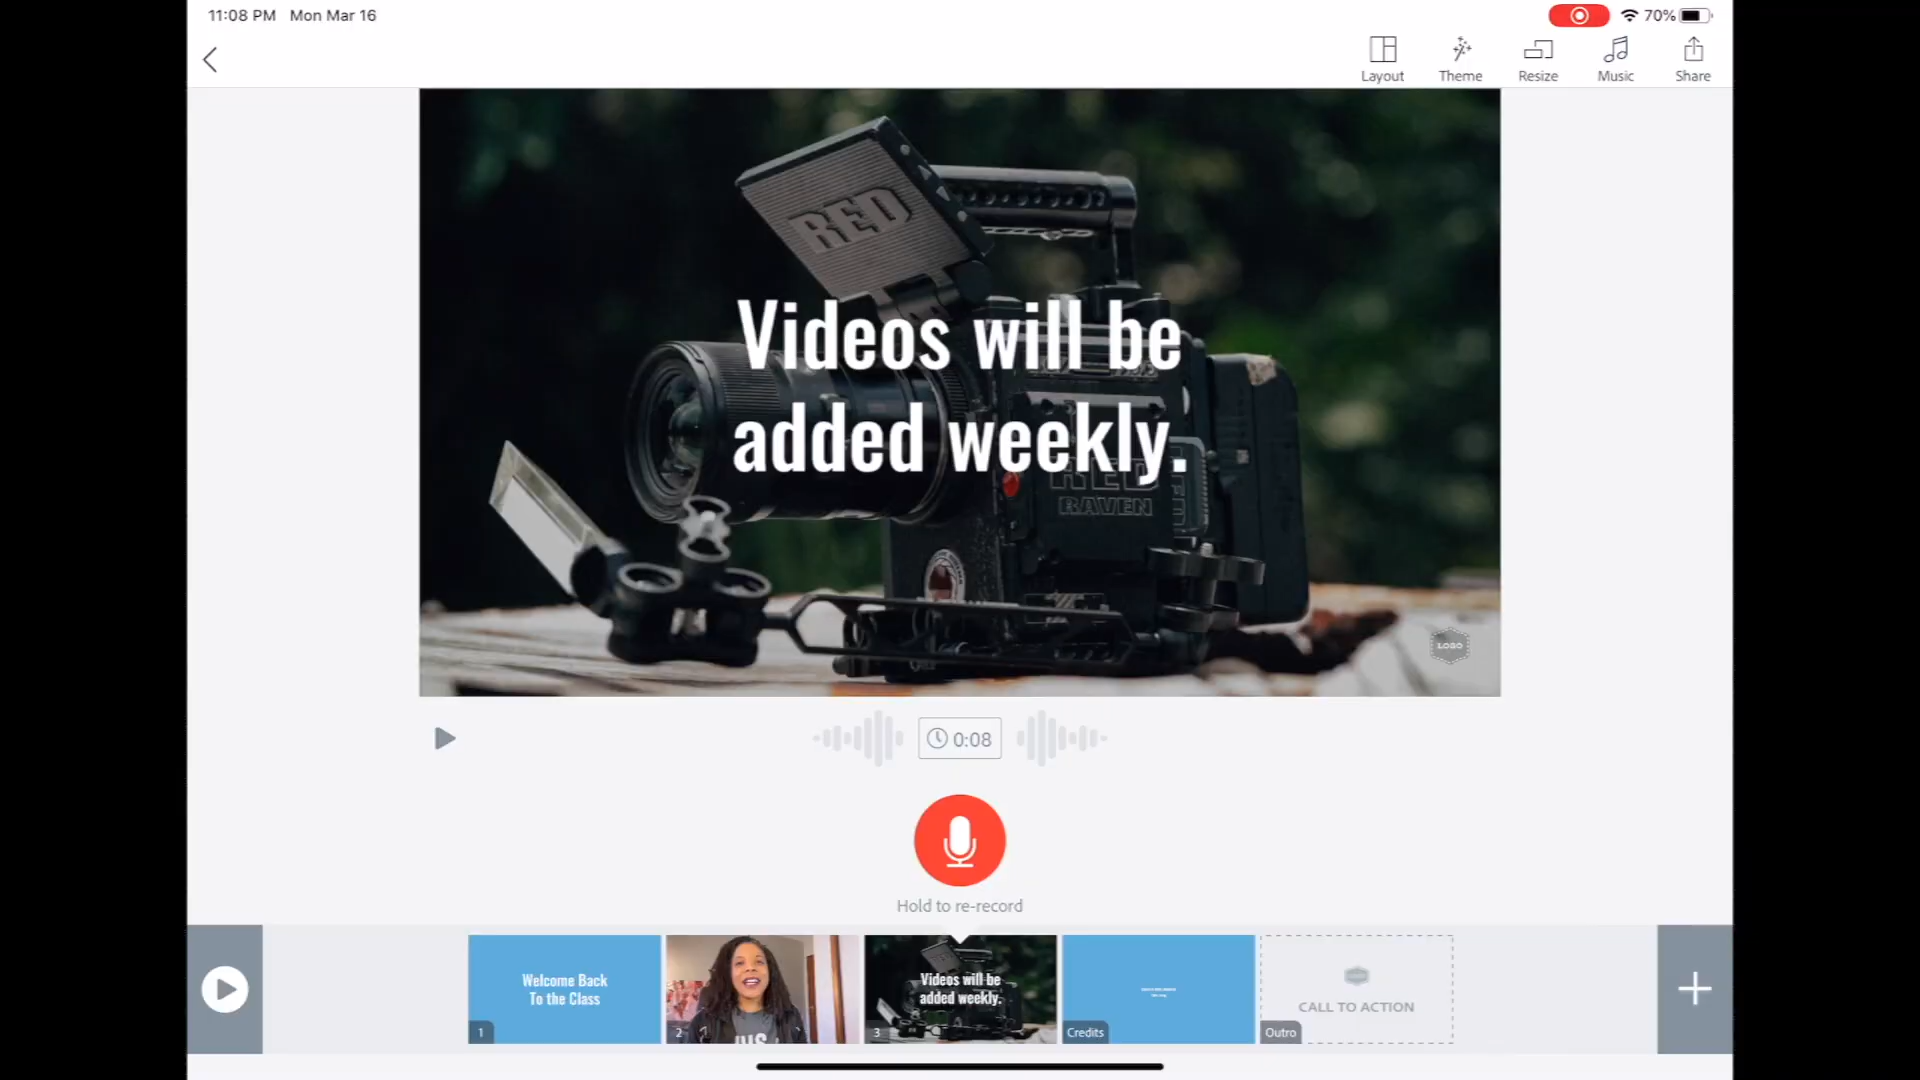 11:08 PM Mon Mar 16
70%
Layout
Theme
Resize
Music
Share
RED
Videos will be
added weekly.
RED
RAVEN
LOGO
0:08
Hold to re-record
Welcome Back
To the Class
1
2
Videos will be
added weekly.
3
Credits
CALL TO ACTION
Outro